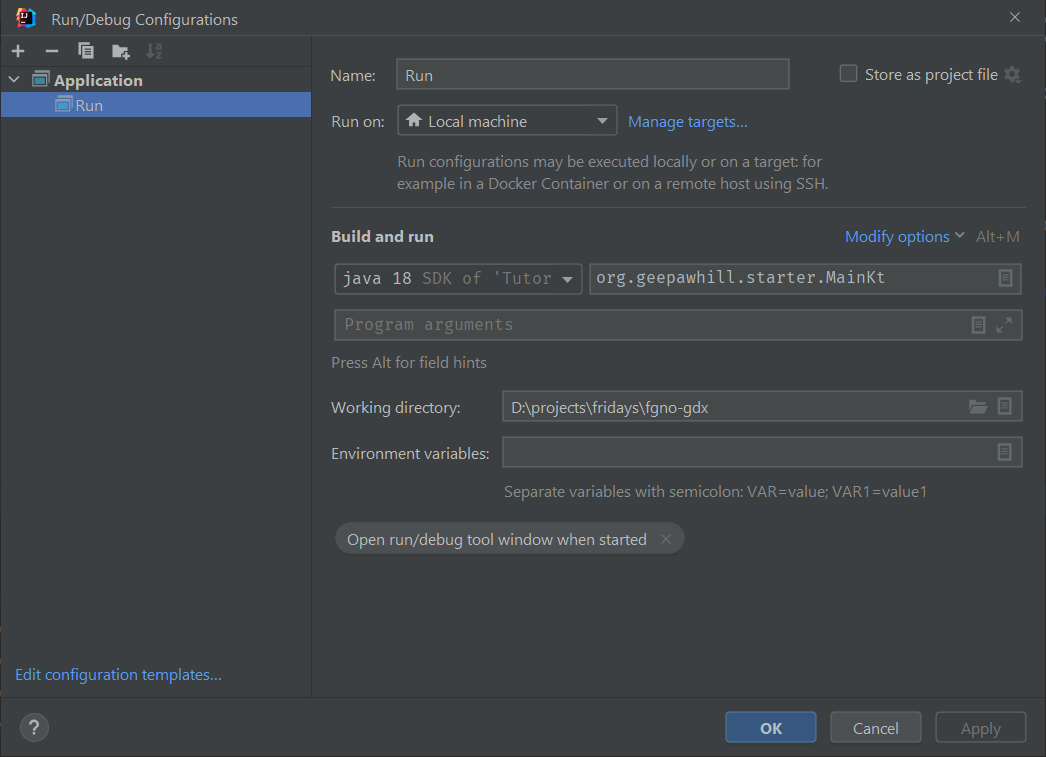 Run/Debug Configurations
Application
Run
Name:
Run
Store as project file
Run on:
Local machine
Manage targets...
Run configurations may be executed locally or on a target: for
example in a Docker Container or on a remote host using SSH.
Build and run
Modify options
Alt+M
java 18 SDK of 'Tutor
org.geepawhill.starter.MainKt
Program arguments
Press Alt for field hints
Working directory:
D:\projects\fridays\fgno-gdx
Environment variables:
Separate variables with semicolon: VAR=value; VAR1=value1
Open run/debug tool window when started
Edit configuration templates...
?
OK
Cancel
Apply